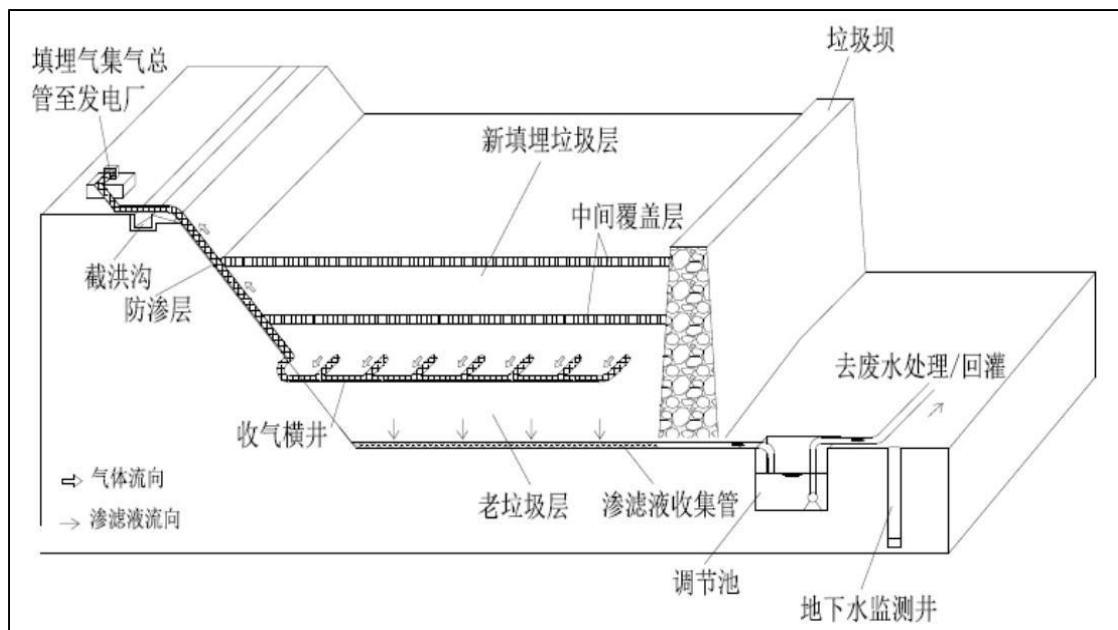 垃圾坝
填埋气集气总
管至发电厂
新填埋垃圾层
中间覆盖层
截洪沟
防渗层
去废水处理/回灌
收气横井
气体流向
老垃圾层
渗滤液收集管
渗滤液流向
调节池
地下水监测井